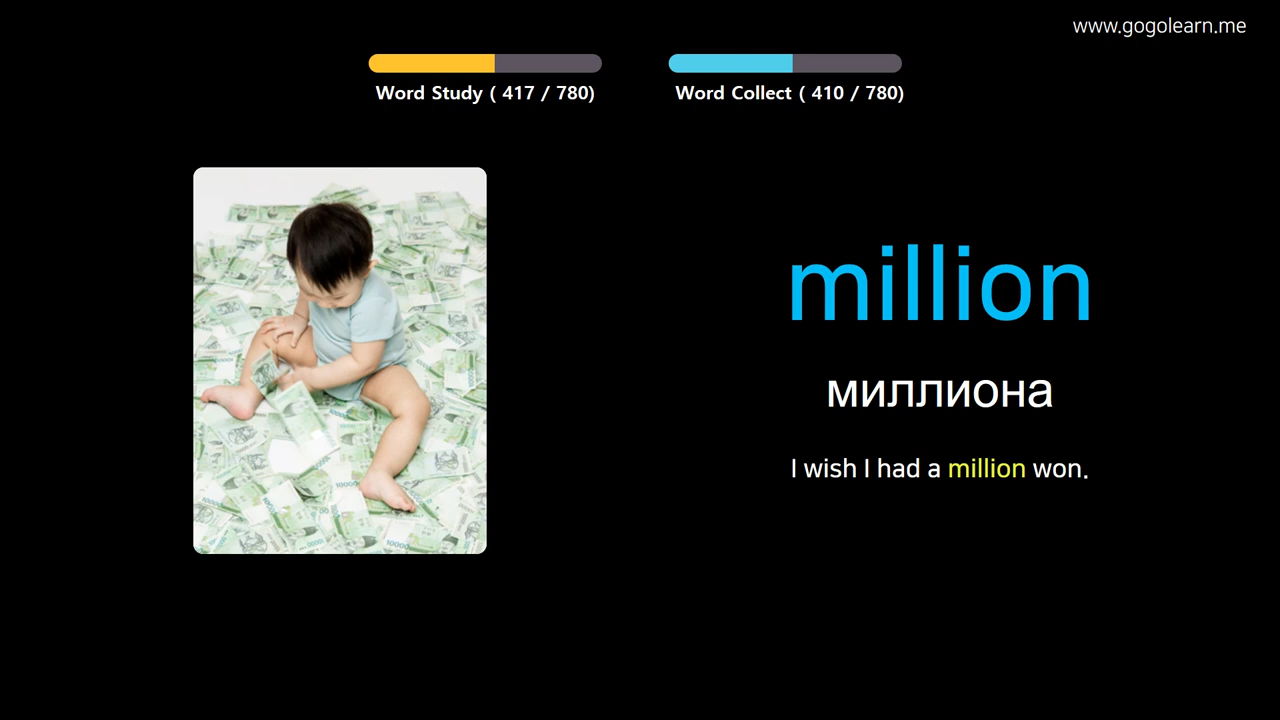 www.gogolearn.me
Word Study ( 417 / 780)
Word Collect ( 410 / 780)
million
миллиона
I wish I had a million won.